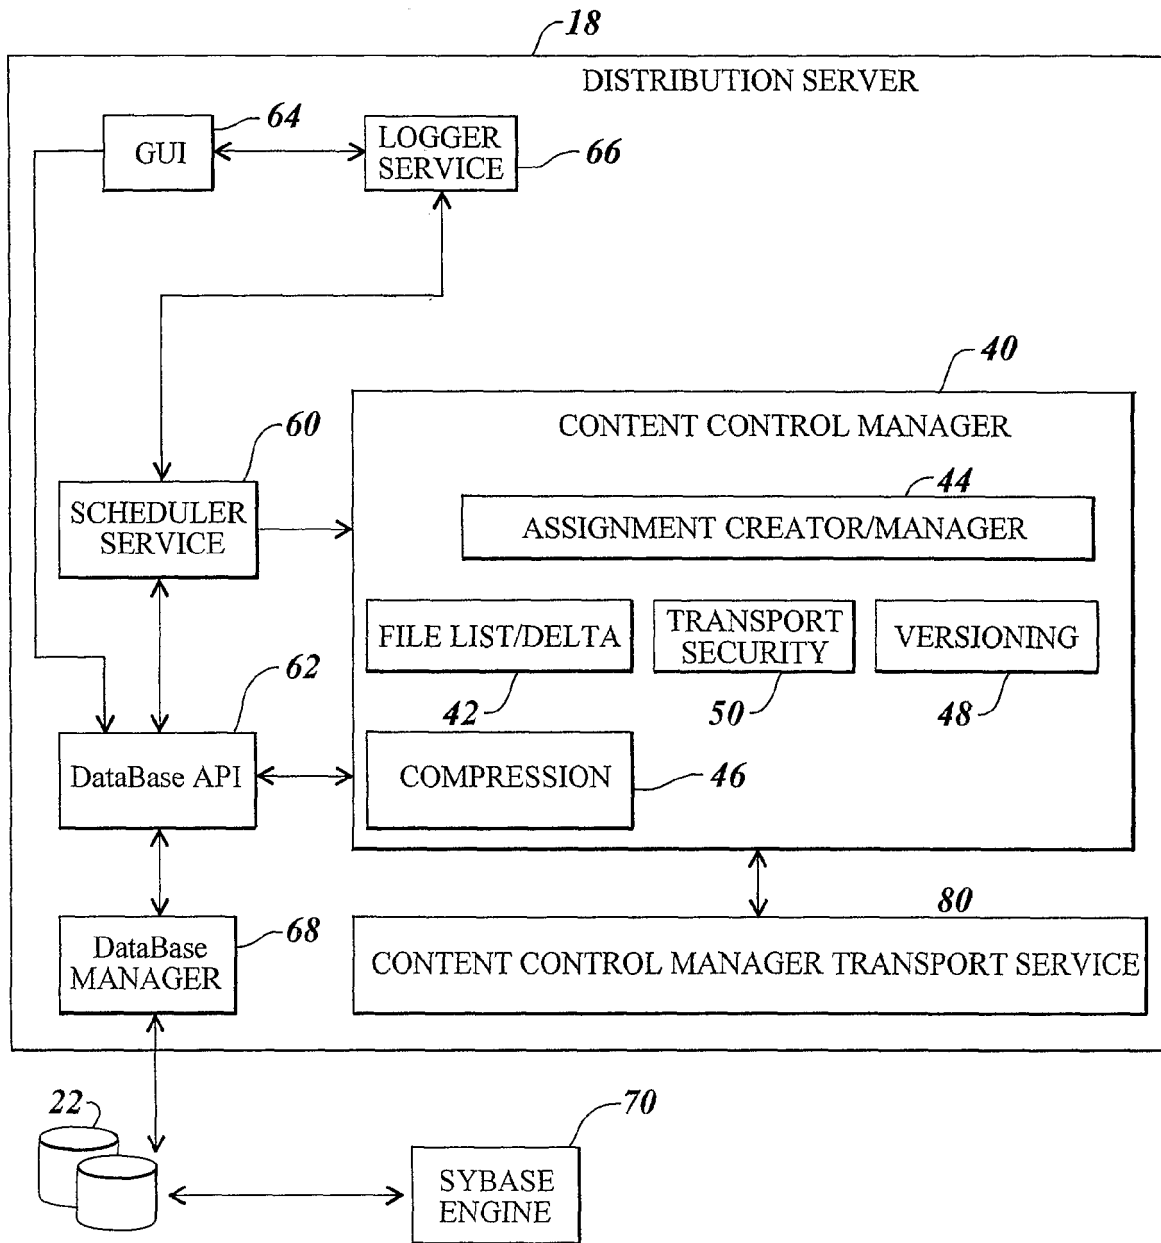 18
DISTRIBUTION SERVER
64
GUI
LOGGER
SERVICE
66
40
CONTENT CONTROL MANAGER
60
SCHEDULER
SERVICE
44
ASSIGNMENT CREATOR/MANAGER
FILE LIST/DELTA
TRANSPORT
SECURITY
VERSIONING
62
42
50
48
DataBase API
COMPRESSION
46
80
68
DataBase
MANAGER
CONTENT CONTROL MANAGER TRANSPORT SERVICE
22
70
SYBASE
ENGINE